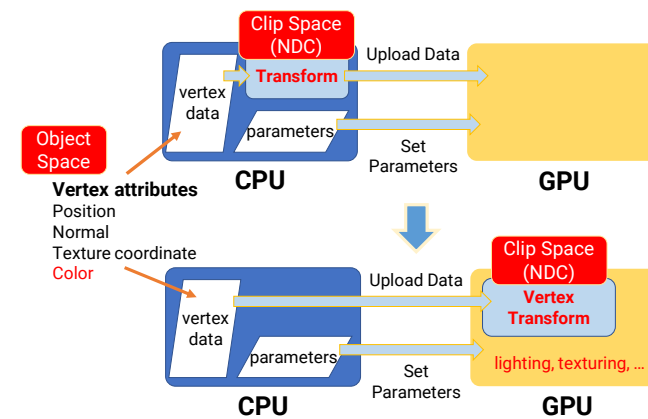 Clip Space
(NDC)
Transform
Upload Data
vertex
data
parameters
Set
Parameters
CPU
GPU
Object
Space
Vertex attributes
Position
Normal
Texture coordinate
Color
Clip Space
(NDC)
Upload Data
Vertex
Transform
vertex
data
parameters
lighting, texturing, ...
Set
Parameters
CPU
GPU